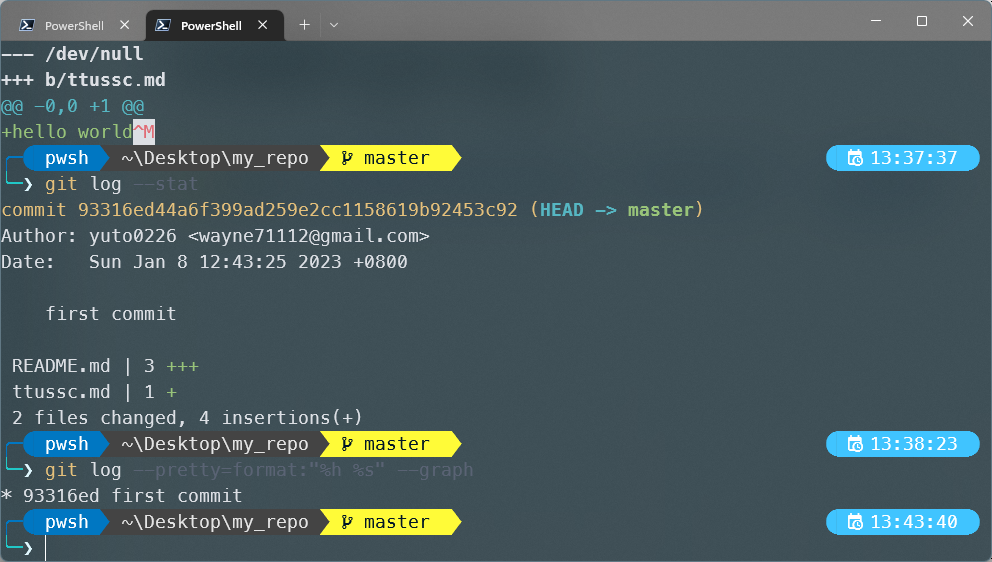 PowerShell PowerShell
--- /dev/null
+++ b/ttussc.md
@@ -0,0 +1 @@
+hello world^M
pwsh ~\Desktop\my_repo master 13:37:37
❯ git log --stat
commit 93316ed44a6f399ad259e2cc1158619b92453c92 (HEAD -> master)
Author: yuto0226 <wayne71112@gmail.com>
Date:   Sun Jan 8 12:43:25 2023 +0800
first commit
README.md | 3 +++
ttussc.md | 1 +
2 files changed, 4 insertions(+)
pwsh ~\Desktop\my_repo master 13:38:23
❯ git log --pretty=format:"%h %s" --graph
* 93316ed first commit
pwsh ~\Desktop\my_repo master 13:43:40
❯